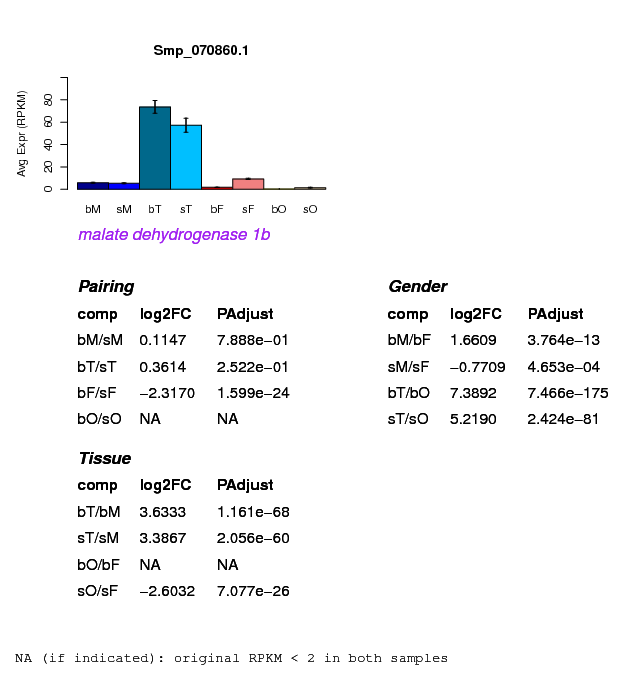 Smp_070860.1
Avg Expr (RPKM)
80
60
40
20
0
bM sM bT sT bF sF bO sO
malate dehydrogenase 1b
Pairing
comp log2FC PAdjust
bM/sM 0.1147 7.888e−01
bT/sT 0.3614 2.522e−01
bF/sF −2.3170 1.599e−24
bO/sO NA NA
Gender
comp log2FC PAdjust
bM/bF 1.6609 3.764e−13
sM/sF −0.7709 4.653e−04
bT/bO 7.3892 7.466e−175
sT/sO 5.2190 2.424e−81
Tissue
comp log2FC PAdjust
bT/bM 3.6333 1.161e−68
sT/sM 3.3867 2.056e−60
bO/bF NA NA
sO/sF −2.6032 7.077e−26
NA (if indicated): original RPKM < 2 in both samples